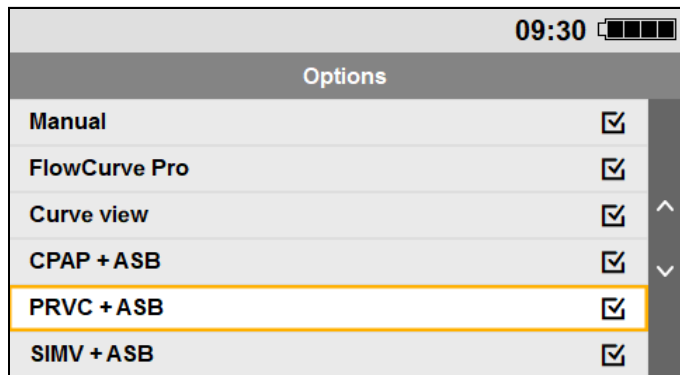 09:30
Options
Manual
FlowCurve Pro
Curve view
CPAP + ASB
PRVC + ASB
SIMV + ASB